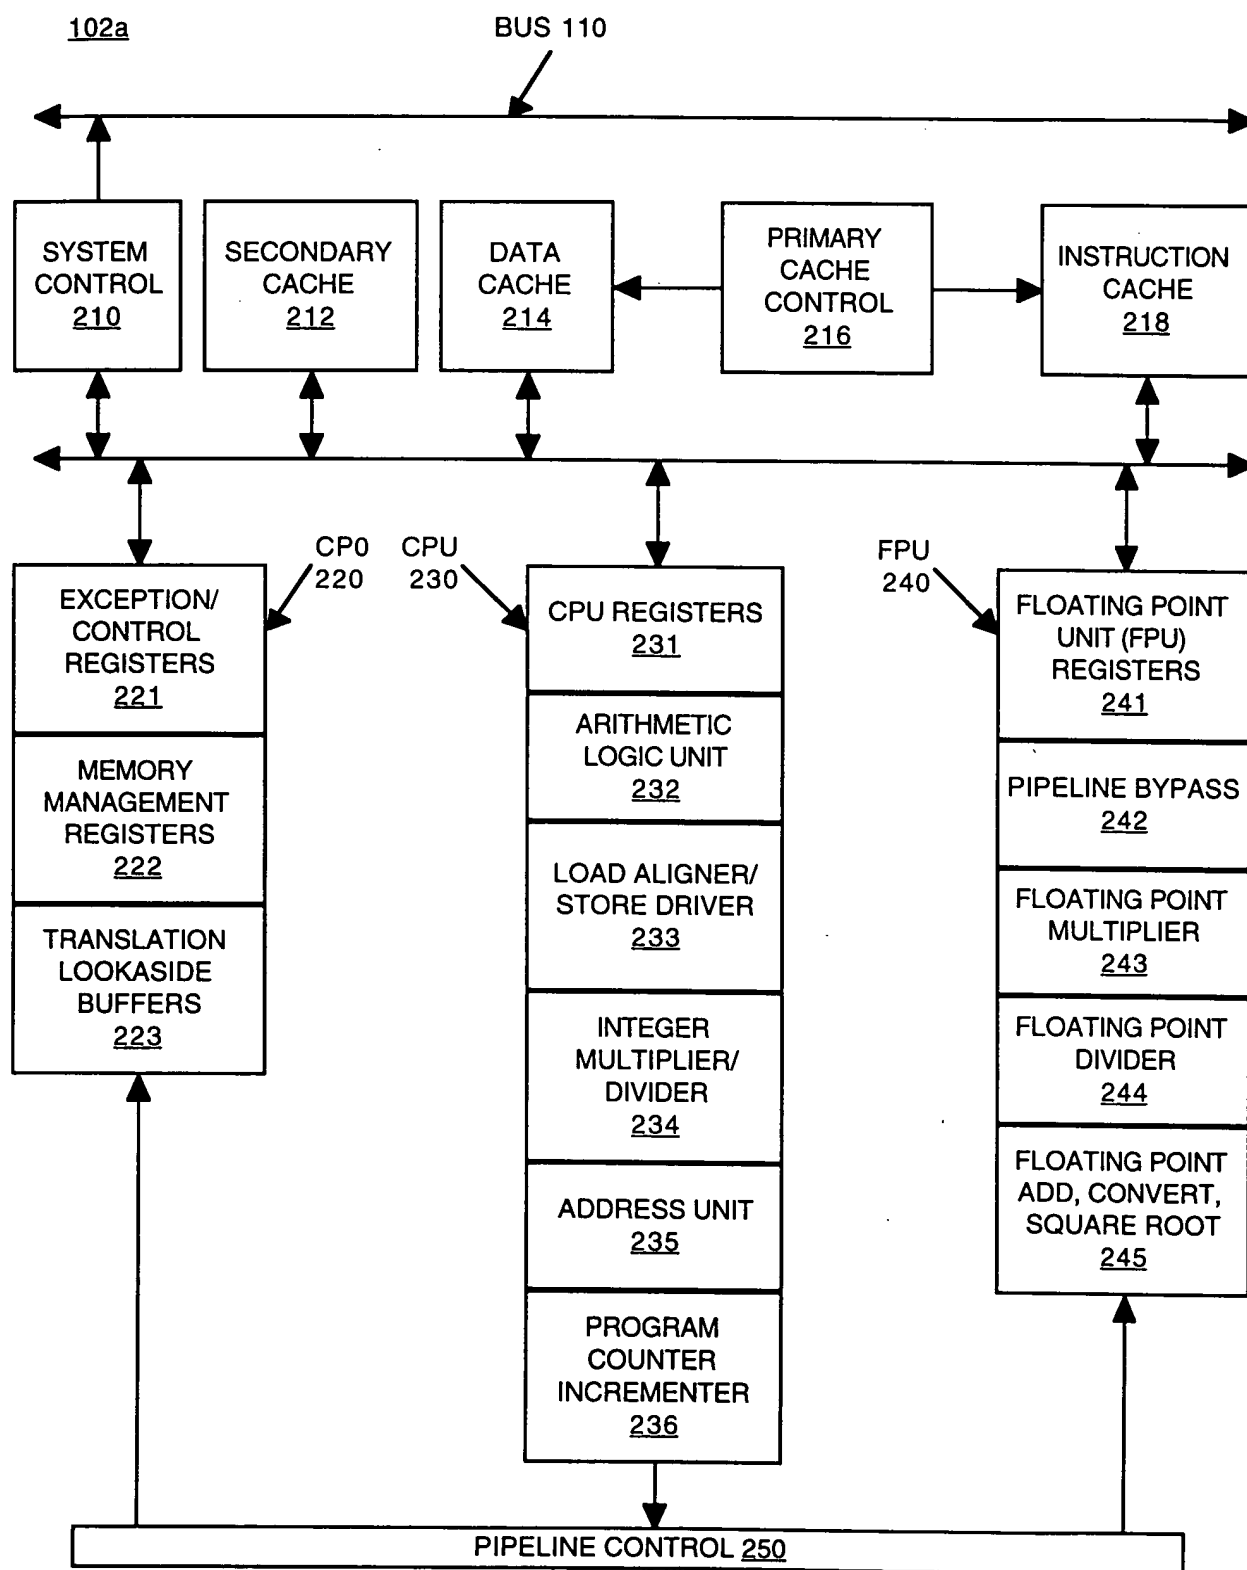 102a
BUS 110
SYSTEM
CONTROL
210
SECONDARY
CACHE
212
DATA
CACHE
214
PRIMARY
CACHE
CONTROL
216
INSTRUCTION
CACHE
218
CP0
220
CPU
230
FPU
240
EXCEPTION/
CONTROL
REGISTERS
221
MEMORY
MANAGEMENT
REGISTERS
222
TRANSLATION
LOOKASIDE
BUFFERS
223
CPU REGISTERS
231
ARITHMETIC
LOGIC UNIT
232
LOAD ALIGNER/
STORE DRIVER
233
INTEGER
MULTIPLIER/
DIVIDER
234
ADDRESS UNIT
235
PROGRAM
COUNTER
INCREMENTER
236
FLOATING POINT
UNIT (FPU)
REGISTERS
241
PIPELINE BYPASS
242
FLOATING POINT
MULTIPLIER
243
FLOATING POINT
DIVIDER
244
FLOATING POINT
ADD, CONVERT,
SQUARE ROOT
245
PIPELINE CONTROL 250